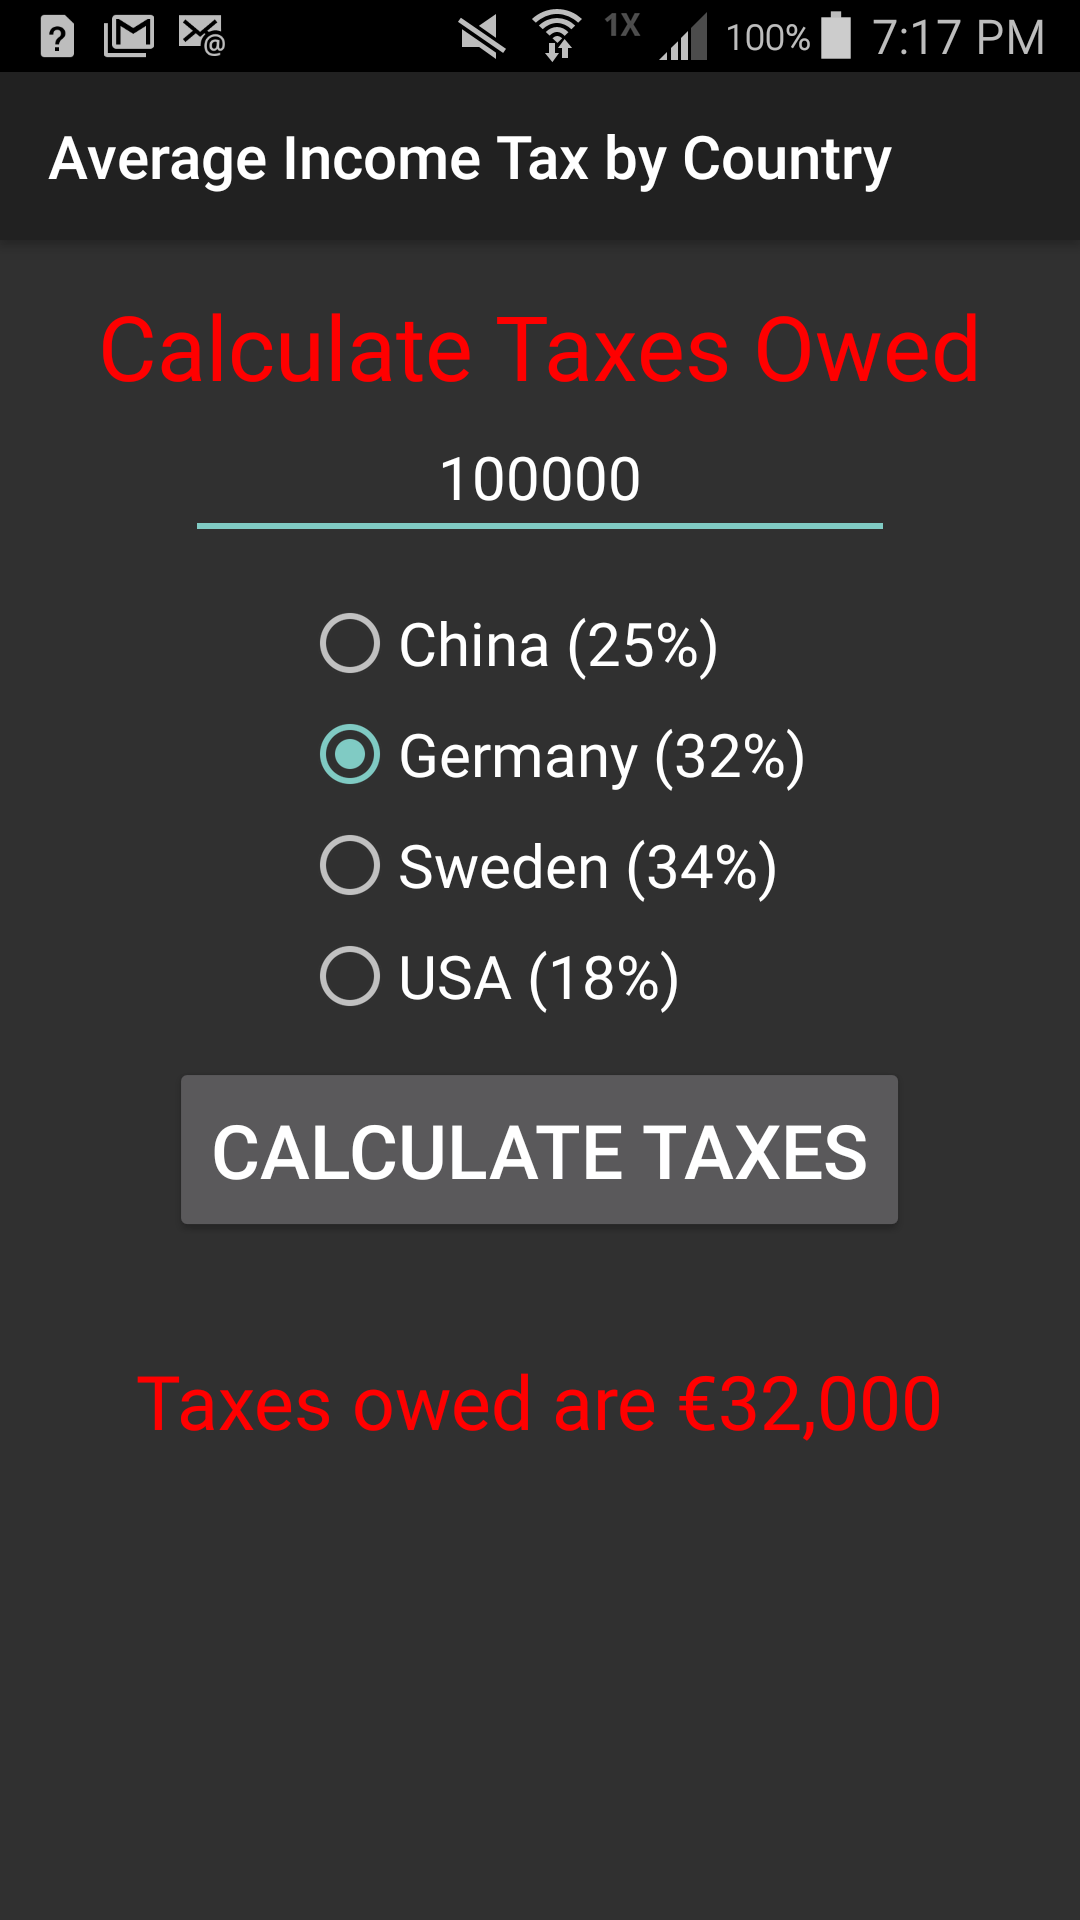 1X 100% 7:17 PM
Average Income Tax by Country
Calculate Taxes Owed
100000
China (25%)
Germany (32%)
Sweden (34%)
USA (18%)
CALCULATE TAXES
Taxes owed are €32,000